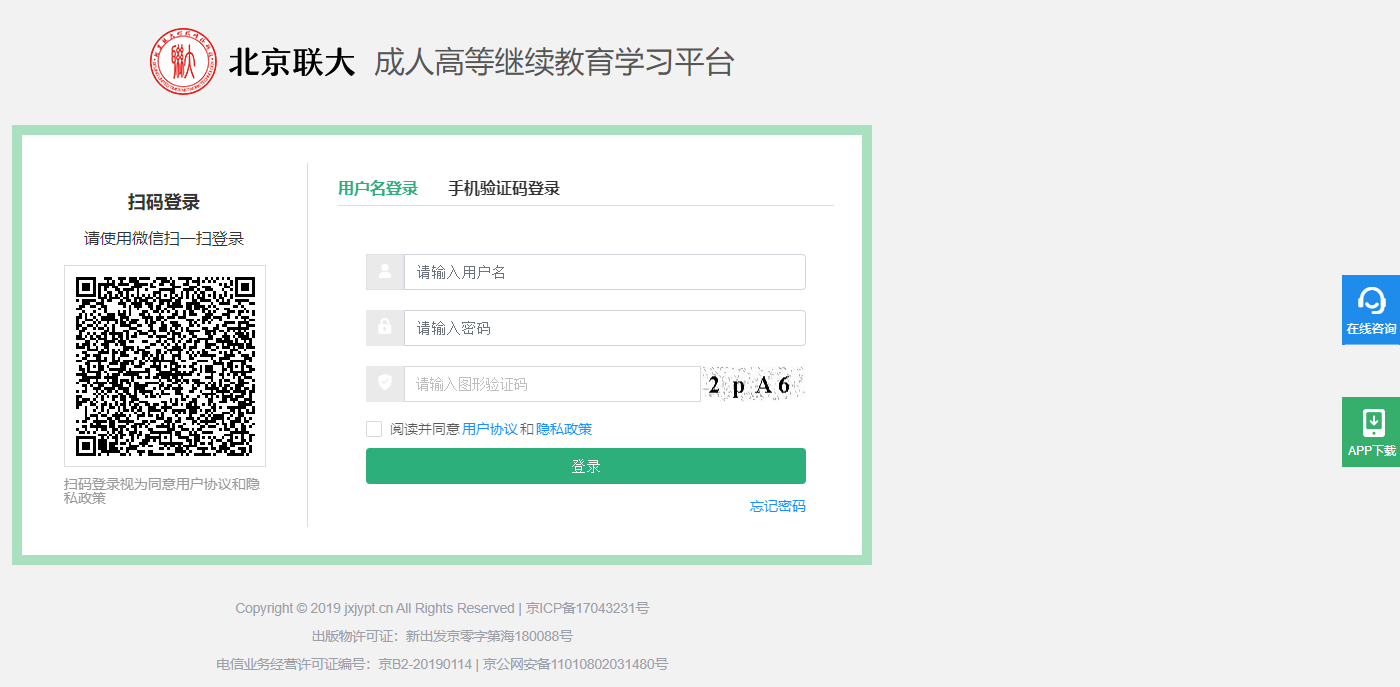 北京联大 成人高等继续教育学习平台
扫码登录
请使用微信扫一扫登录
扫码登录视为同意用户协议和隐
私政策
用户名登录 手机验证码登录
请输入用户名
请输入密码
请输入图形验证码 2 p A 6
阅读并同意用户协议和隐私政策
登录
忘记密码
在线咨询
APP下载
Copyright © 2019 jxjypt.cn All Rights Reserved | 京ICP备17043231号
出版物许可证：新出发京零字第海180088号
电信业务经营许可证编号：京B2-20190114 | 京公网安备11010802031480号